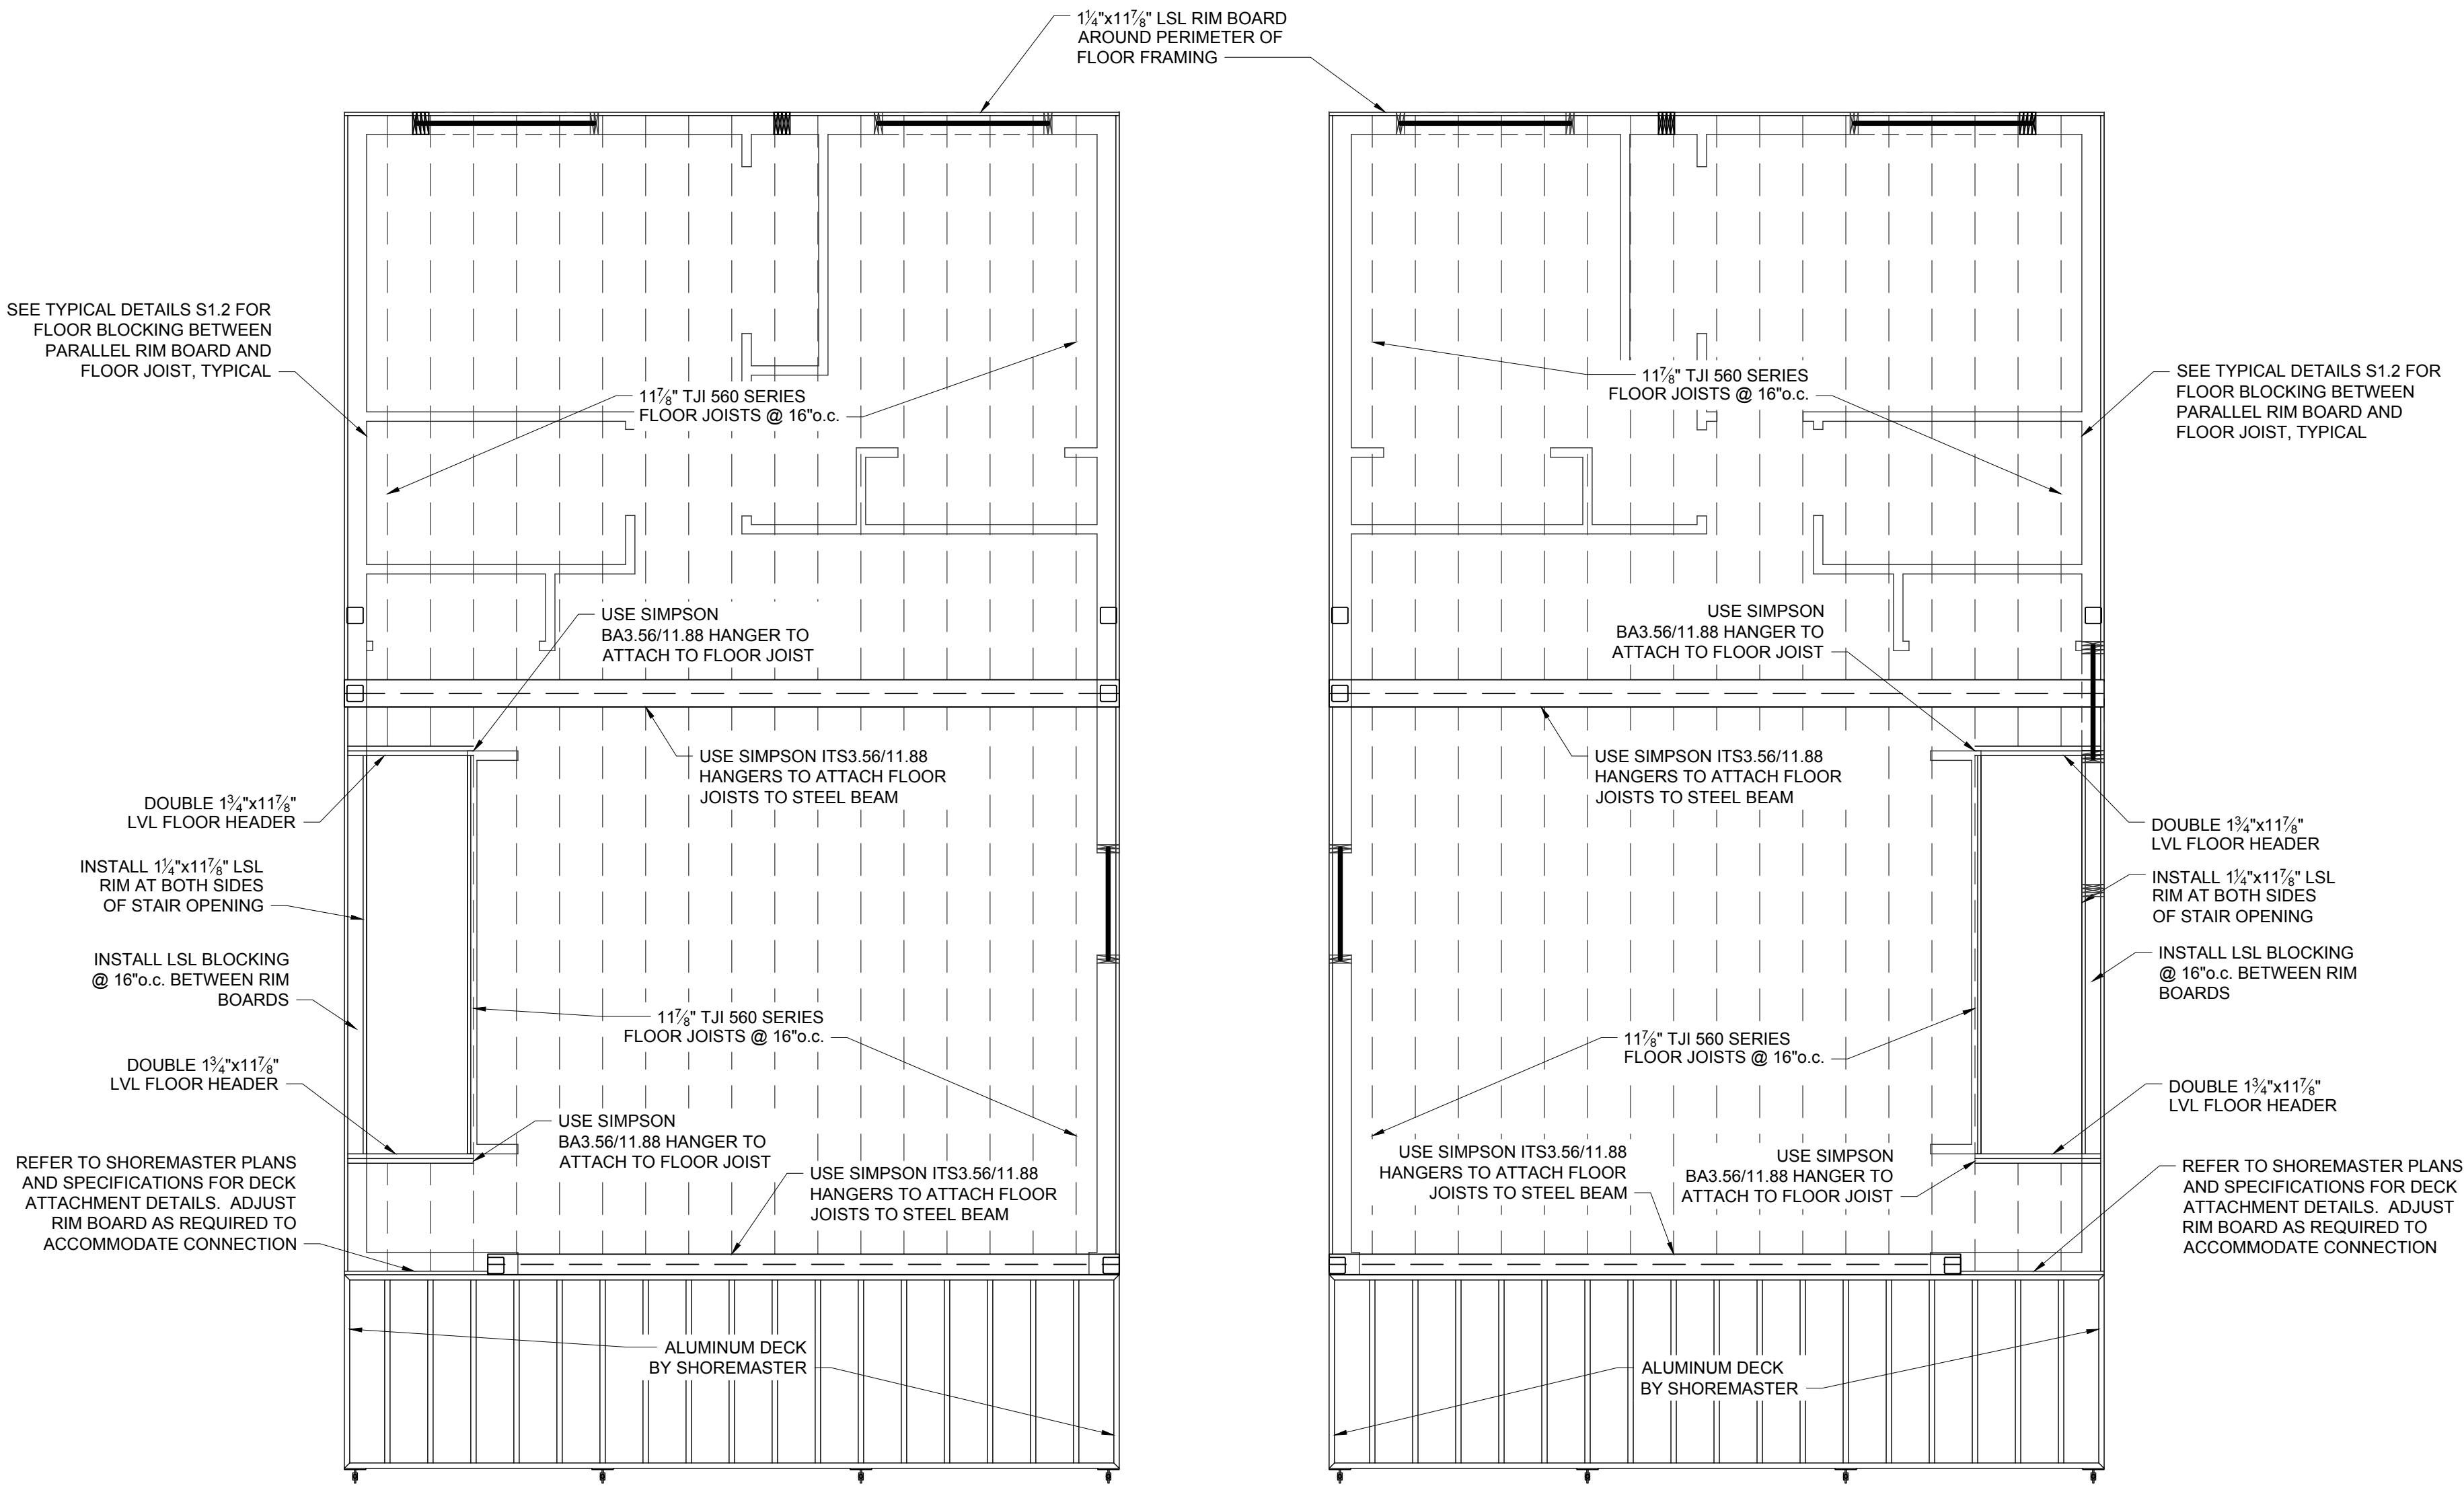 1¼"x11⅞" LSL RIM BOARD
AROUND PERIMETER OF
FLOOR FRAMING
SEE TYPICAL DETAILS S1.2 FOR
FLOOR BLOCKING BETWEEN
PARALLEL RIM BOARD AND
FLOOR JOIST, TYPICAL
11⅞" TJI 560 SERIES
FLOOR JOISTS @ 16"o.c.
USE SIMPSON
BA3.56/11.88 HANGER TO
ATTACH TO FLOOR JOIST
USE SIMPSON ITS3.56/11.88
HANGERS TO ATTACH FLOOR
JOISTS TO STEEL BEAM
DOUBLE 1¾"x11⅞"
LVL FLOOR HEADER
INSTALL 1¼"x11⅞" LSL
RIM AT BOTH SIDES
OF STAIR OPENING
INSTALL LSL BLOCKING
@ 16"o.c. BETWEEN RIM
BOARDS
11⅞" TJI 560 SERIES
FLOOR JOISTS @ 16"o.c.
DOUBLE 1¾"x11⅞"
LVL FLOOR HEADER
USE SIMPSON
BA3.56/11.88 HANGER TO
ATTACH TO FLOOR JOIST
REFER TO SHOREMASTER PLANS
AND SPECIFICATIONS FOR DECK
ATTACHMENT DETAILS.  ADJUST
RIM BOARD AS REQUIRED TO
ACCOMMODATE CONNECTION
USE SIMPSON ITS3.56/11.88
HANGERS TO ATTACH FLOOR
JOISTS TO STEEL BEAM
ALUMINUM DECK
BY SHOREMASTER
11⅞" TJI 560 SERIES
FLOOR JOISTS @ 16"o.c.
SEE TYPICAL DETAILS S1.2 FOR
FLOOR BLOCKING BETWEEN
PARALLEL RIM BOARD AND
FLOOR JOIST, TYPICAL
USE SIMPSON
BA3.56/11.88 HANGER TO
ATTACH TO FLOOR JOIST
USE SIMPSON ITS3.56/11.88
HANGERS TO ATTACH FLOOR
JOISTS TO STEEL BEAM
DOUBLE 1¾"x11⅞"
LVL FLOOR HEADER
INSTALL 1¼"x11⅞" LSL
RIM AT BOTH SIDES
OF STAIR OPENING
INSTALL LSL BLOCKING
@ 16"o.c. BETWEEN RIM
BOARDS
11⅞" TJI 560 SERIES
FLOOR JOISTS @ 16"o.c.
DOUBLE 1¾"x11⅞"
LVL FLOOR HEADER
USE SIMPSON ITS3.56/11.88
HANGERS TO ATTACH FLOOR
JOISTS TO STEEL BEAM
USE SIMPSON
BA3.56/11.88 HANGER TO
ATTACH TO FLOOR JOIST
REFER TO SHOREMASTER PLANS
AND SPECIFICATIONS FOR DECK
ATTACHMENT DETAILS.  ADJUST
RIM BOARD AS REQUIRED TO
ACCOMMODATE CONNECTION
ALUMINUM DECK
BY SHOREMASTER